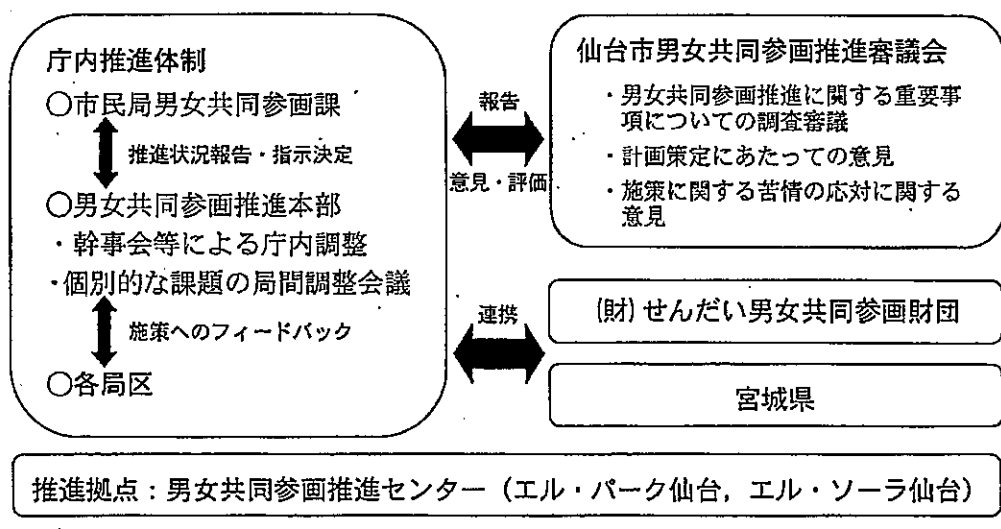 庁内推進体制
○市民局男女共同参画課
推進状況報告・指示決定
○男女共同参画推進本部
・幹事会等による庁内調整
・個別的な課題の局間調整会議
施策へのフィードバック
○各局区
報告
意見・評価
仙台市男女共同参画推進審議会
・男女共同参画推進に関する重要事
項についての調査審議
・計画策定にあたっての意見
・施策に関する苦情の応対に関する
意見
連携
(財)せんだい男女共同参画財団
宮城県
推進拠点:男女共同参画推進センター(エル・パーク仙台,エル・ソーラ仙台)